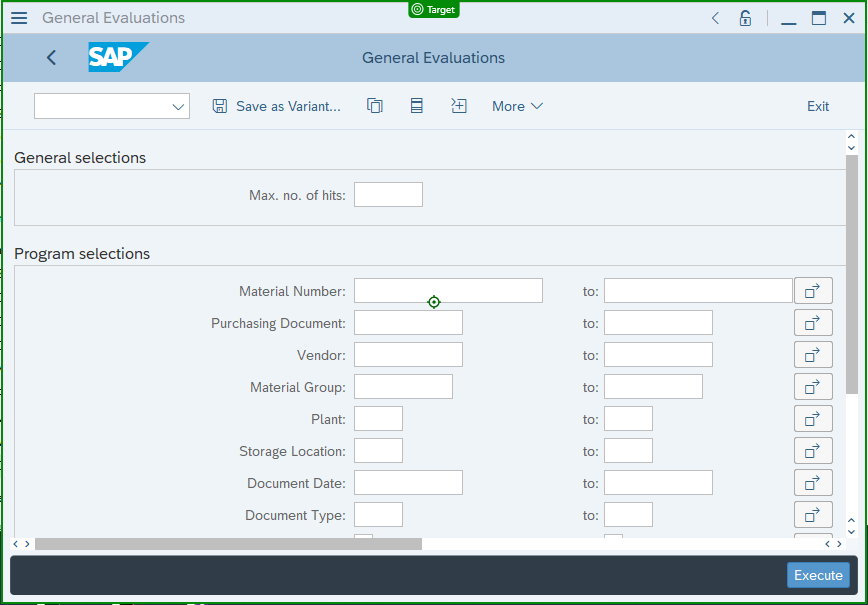 Target
General Evaluations
SAP General Evaluations
Save as Variant... More Exit
General selections
Max. no. of hits:
Program selections
Material Number: to:
Purchasing Document: to:
Vendor: to:
Material Group: to:
Plant: to:
Storage Location: to:
Document Date: to:
Document Type: to:
Execute